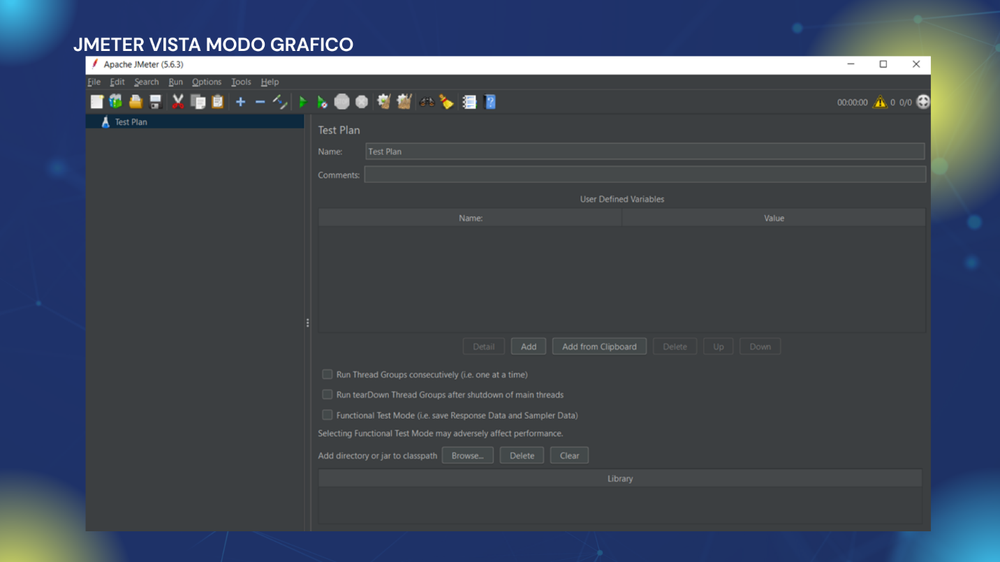 JMETER VISTA MODO GRAFICO
Apache JMeter (5.6.3)
File Edit Search Run Options Tools Help
00:00:00 0 0/0
Test Plan
Test Plan
Name: Test Plan
Comments:
User Defined Variables
Name: Value
Detail Add Add from Clipboard Delete Up Down
Run Thread Groups consecutively (i.e. one at a time)
Run tearDown Thread Groups after shutdown of main threads
Functional Test Mode (i.e. save Response Data and Sampler Data)
Selecting Functional Test Mode may adversely affect performance.
Add directory or jar to classpath Browse... Delete Clear
Library